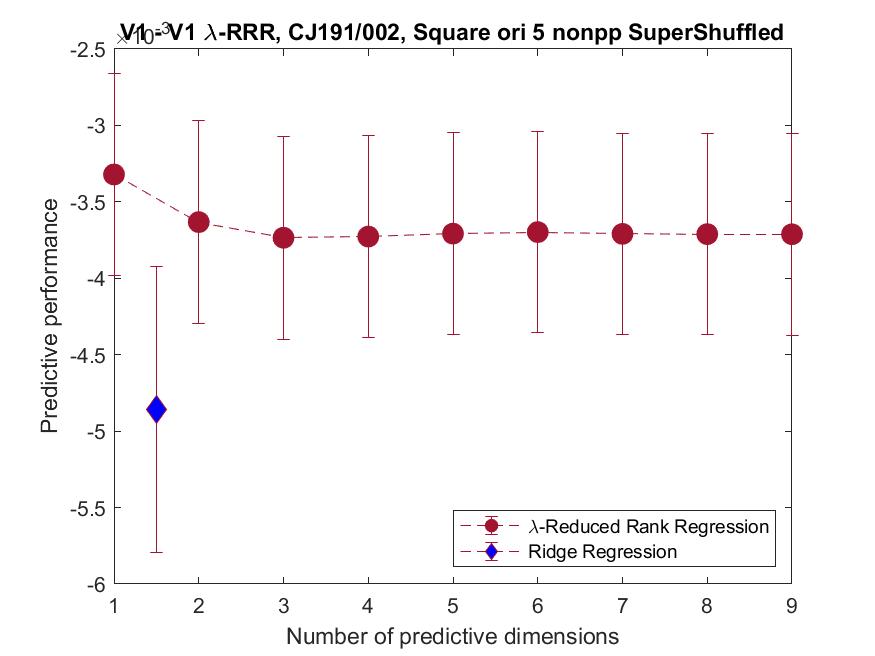 V1 - V1 λ-RRR, CJ191/002, Square ori 5 nonpp SuperShuffled
×10-3
-2.5
-3
-3.5
-4
-4.5
-5
-5.5
-6
Predictive performance
λ-Reduced Rank Regression
Ridge Regression
1 2 3 4 5 6 7 8 9
Number of predictive dimensions